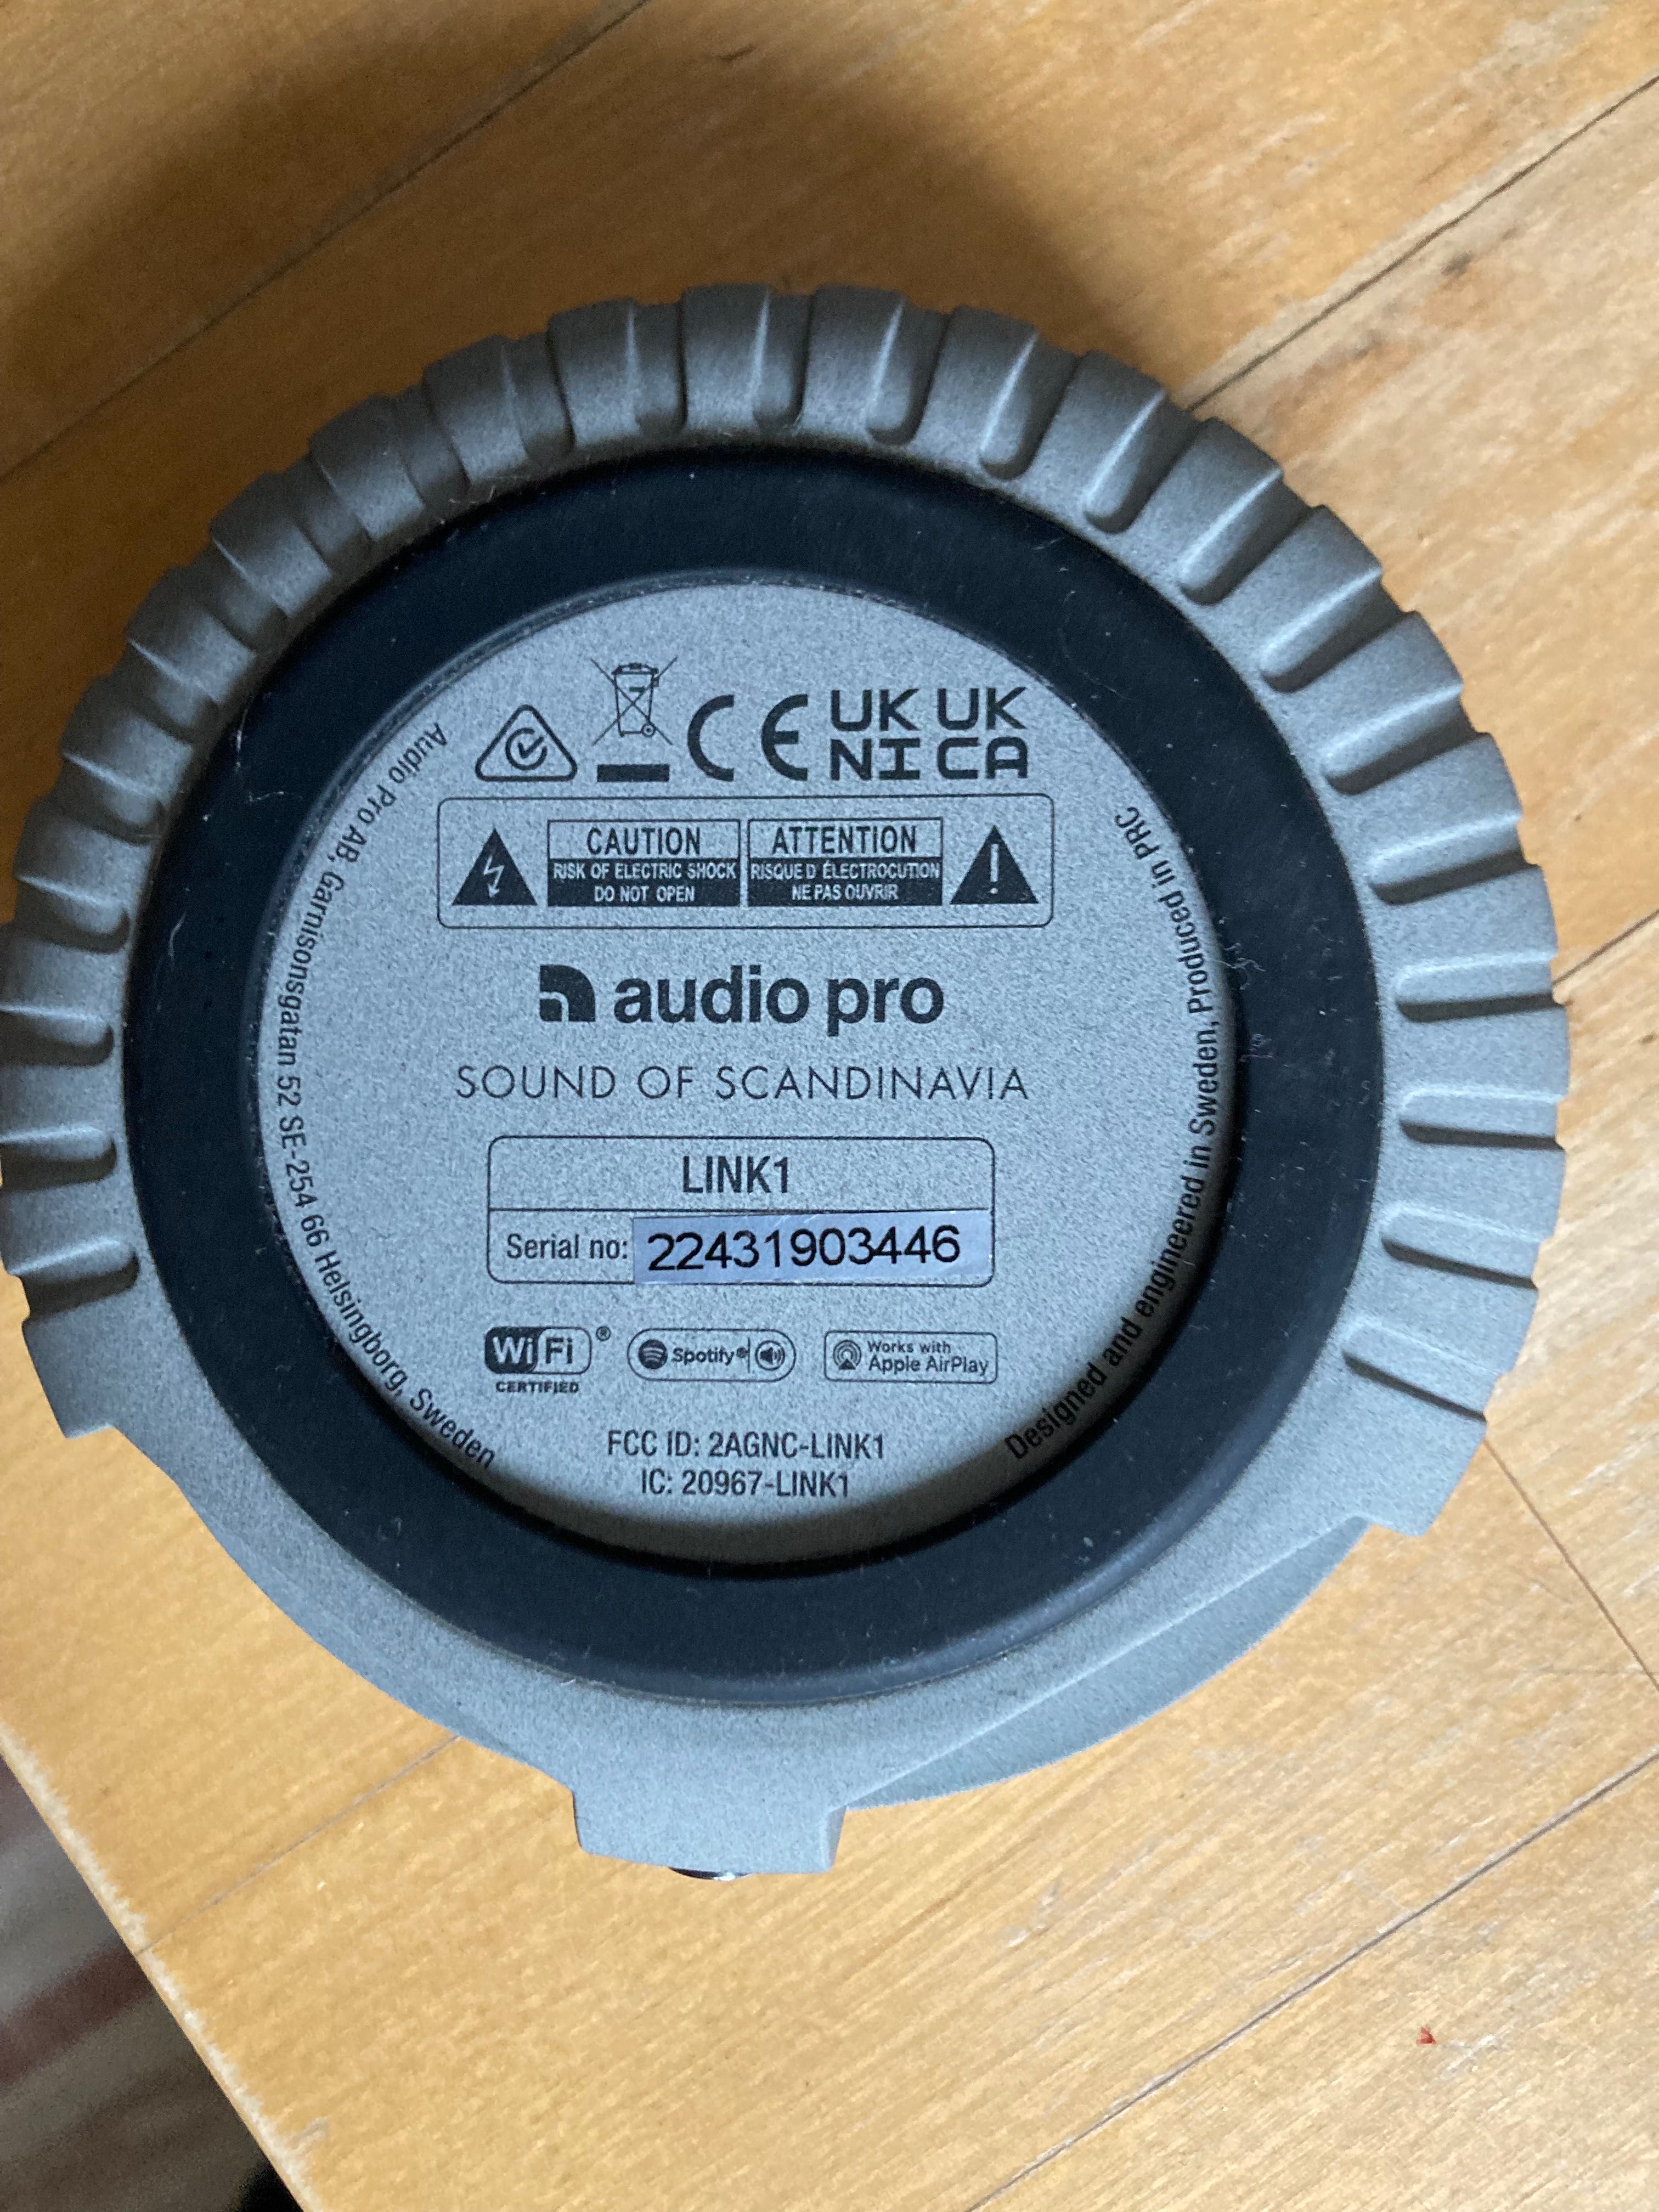 CE UK NI UK CA
CAUTION
RISK OF ELECTRIC SHOCK
DO NOT OPEN
ATTENTION
RISQUE D ÉLECTROCUTION
NE PAS OUVRIR
audio pro
SOUND OF SCANDINAVIA
LINK1
Serial no: 22431903446
Wi Fi ®
CERTIFIED
Spotify®
Works with
Apple AirPlay
FCC ID: 2AGNC-LINK1
IC: 20967-LINK1
Audio Pro AB, Garnisonsgatan 52 SE-254 66 Helsingborg, Sweden
Designed and engineered in Sweden, Produced in PRC